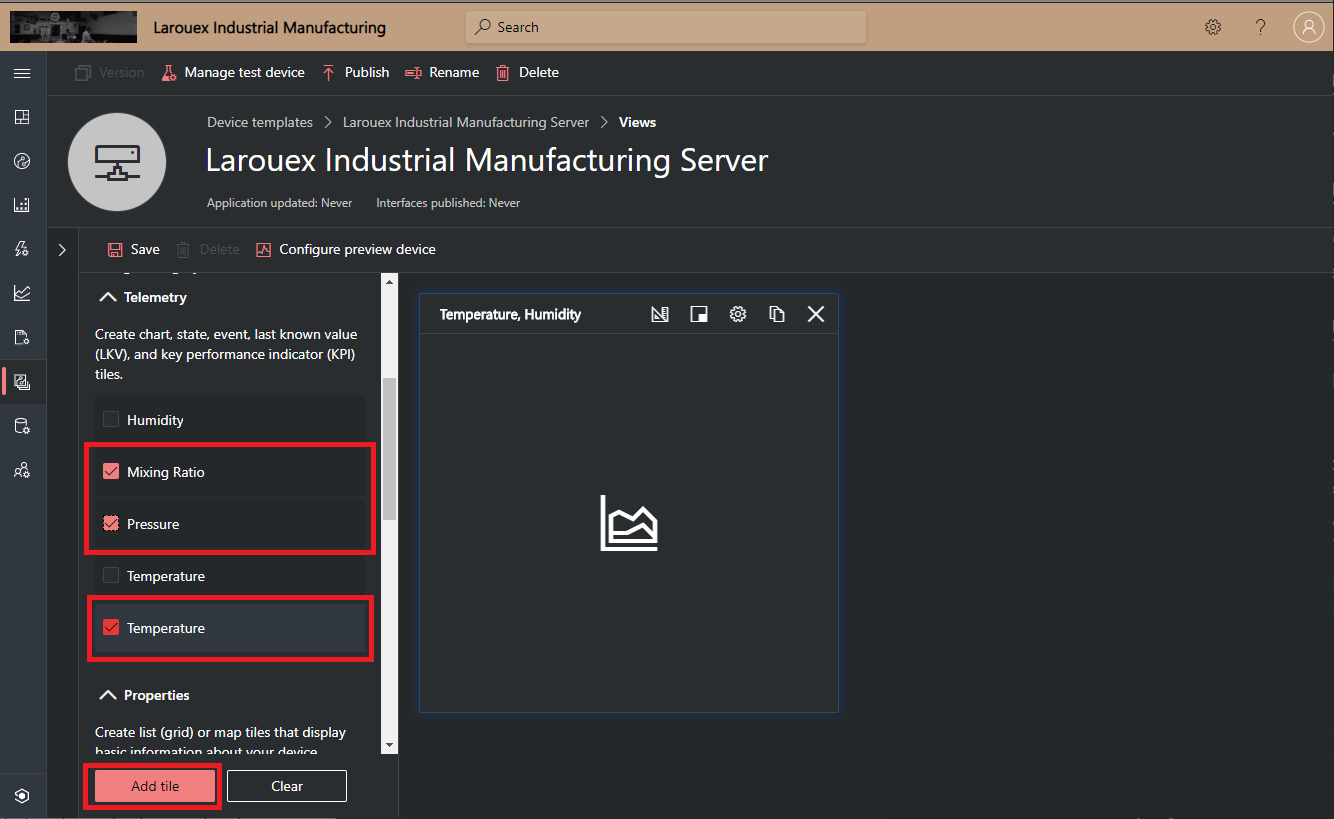 Larouex Industrial Manufacturing
Search
Version
Manage test device
Publish
Rename
Delete
Device templates > Larouex Industrial Manufacturing Server > Views
Larouex Industrial Manufacturing Server
Application updated: Never
Interfaces published: Never
Save
Delete
Configure preview device
Telemetry
Create chart, state, event, last known value
(LKV), and key performance indicator (KPI)
tiles.
Humidity
Mixing Ratio
Pressure
Temperature
Temperature
Properties
Create list (grid) or map tiles that display
basic information about your device
Add tile
Clear
Temperature, Humidity